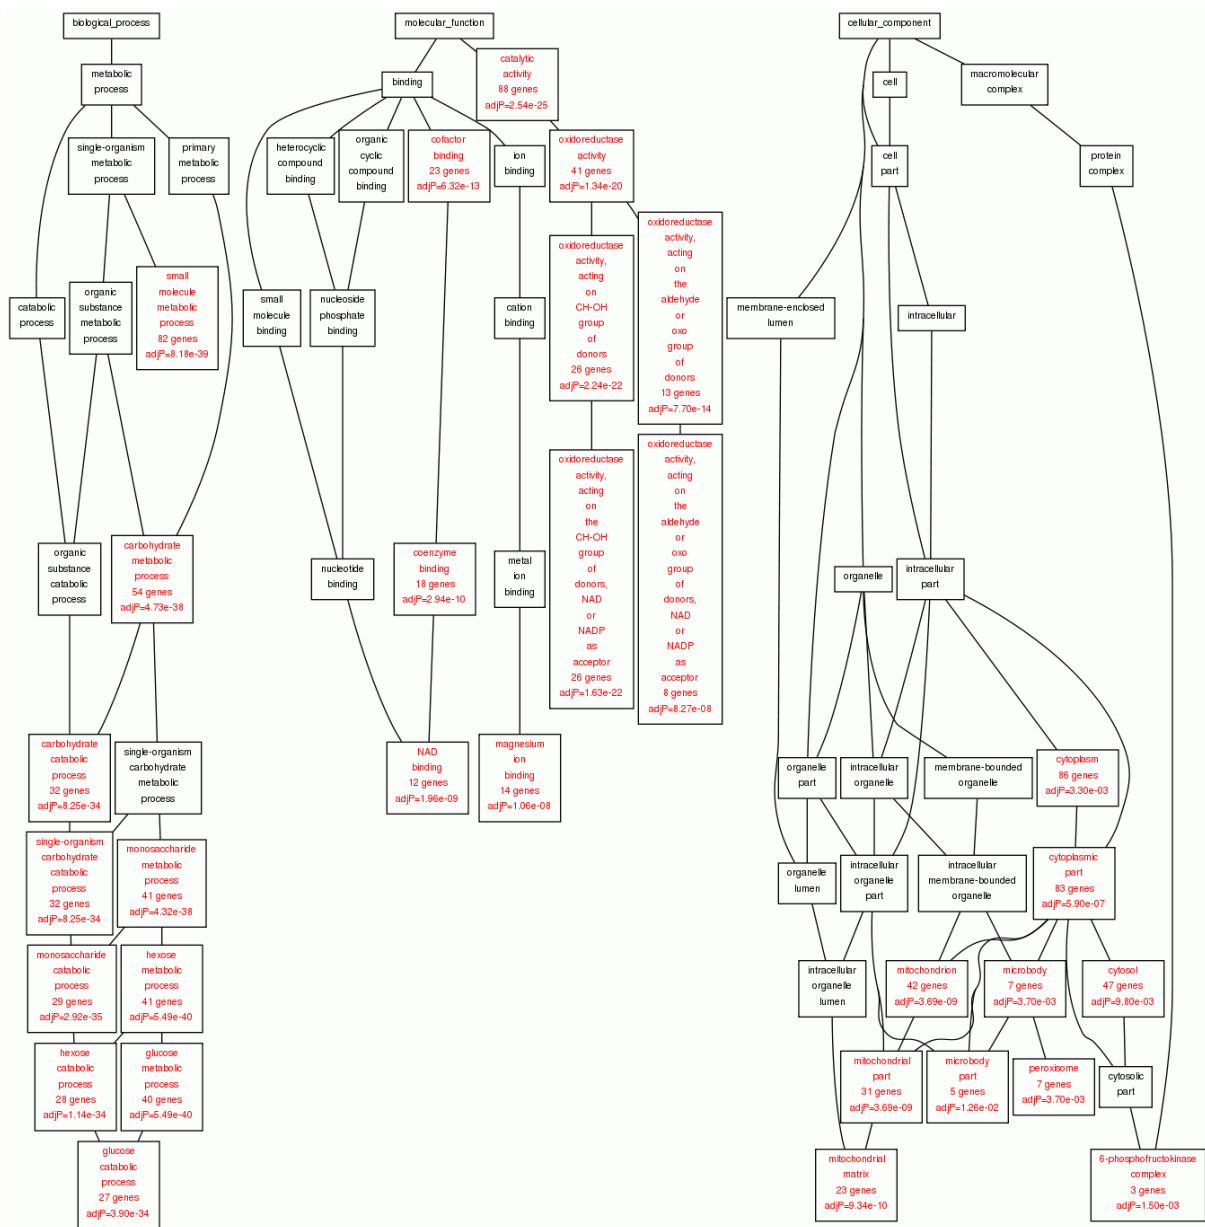 biological_process
metabolic
process
single-organism
metabolic
process
primary
metabolic
process
catabolic
process
organic
substance
metabolic
process
small
molecule
metabolic
process
82 genes
adjP=8.18e-39
organic
substance
catabolic
process
carbohydrate
metabolic
process
54 genes
adjP=4.73e-38
carbohydrate
catabolic
process
32 genes
adjP=8.25e-34
single-organism
carbohydrate
metabolic
process
single-organism
carbohydrate
catabolic
process
32 genes
adjP=8.25e-34
monosaccharide
metabolic
process
41 genes
adjP=4.32e-38
monosaccharide
catabolic
process
29 genes
adjP=2.92e-35
hexose
metabolic
process
41 genes
adjP=5.49e-40
hexose
catabolic
process
28 genes
adjP=1.14e-34
glucose
metabolic
process
40 genes
adjP=5.49e-40
glucose
catabolic
process
27 genes
adjP=3.90e-34
molecular_function
binding
catalytic
activity
88 genes
adjP=2.54e-25
heterocyclic
compound
binding
organic
cyclic
compound
binding
cofactor
binding
23 genes
adjP=6.32e-13
ion
binding
oxidoreductase
activity
41 genes
adjP=1.34e-20
small
molecule
binding
nucleoside
phosphate
binding
cation
binding
oxidoreductase
activity,
acting
on
CH-OH
group
of
donors
26 genes
adjP=2.24e-22
oxidoreductase
activity,
acting
on
the
aldehyde
or
oxo
group
of
donors
13 genes
adjP=7.70e-14
nucleotide
binding
coenzyme
binding
18 genes
adjP=2.94e-10
metal
ion
binding
oxidoreductase
activity,
acting
on
the
CH-OH
group
of
donors,
NAD
or
NADP
as
acceptor
26 genes
adjP=1.63e-22
oxidoreductase
activity,
acting
on
the
aldehyde
or
oxo
group
of
donors,
NAD
or
NADP
as
acceptor
8 genes
adjP=8.27e-08
NAD
binding
12 genes
adjP=1.96e-09
magnesium
ion
binding
14 genes
adjP=1.06e-08
cellular_component
cell
macromolecular
complex
cell
part
protein
complex
membrane-enclosed
lumen
intracellular
organelle
intracellular
part
organelle
part
intracellular
organelle
membrane-bounded
organelle
cytoplasm
86 genes
adjP=3.30e-03
organelle
lumen
intracellular
organelle
part
intracellular
membrane-bounded
organelle
cytoplasmic
part
83 genes
adjP=5.90e-07
intracellular
organelle
lumen
mitochondrion
42 genes
adjP=3.69e-09
microbody
7 genes
adjP=3.70e-03
cytosol
47 genes
adjP=9.80e-03
mitochondrial
part
31 genes
adjP=3.69e-09
microbody
part
5 genes
adjP=1.26e-02
peroxisome
7 genes
adjP=3.70e-03
cytosolic
part
mitochondrial
matrix
23 genes
adjP=9.34e-10
6-phosphofructokinase
complex
3 genes
adjP=1.50e-03